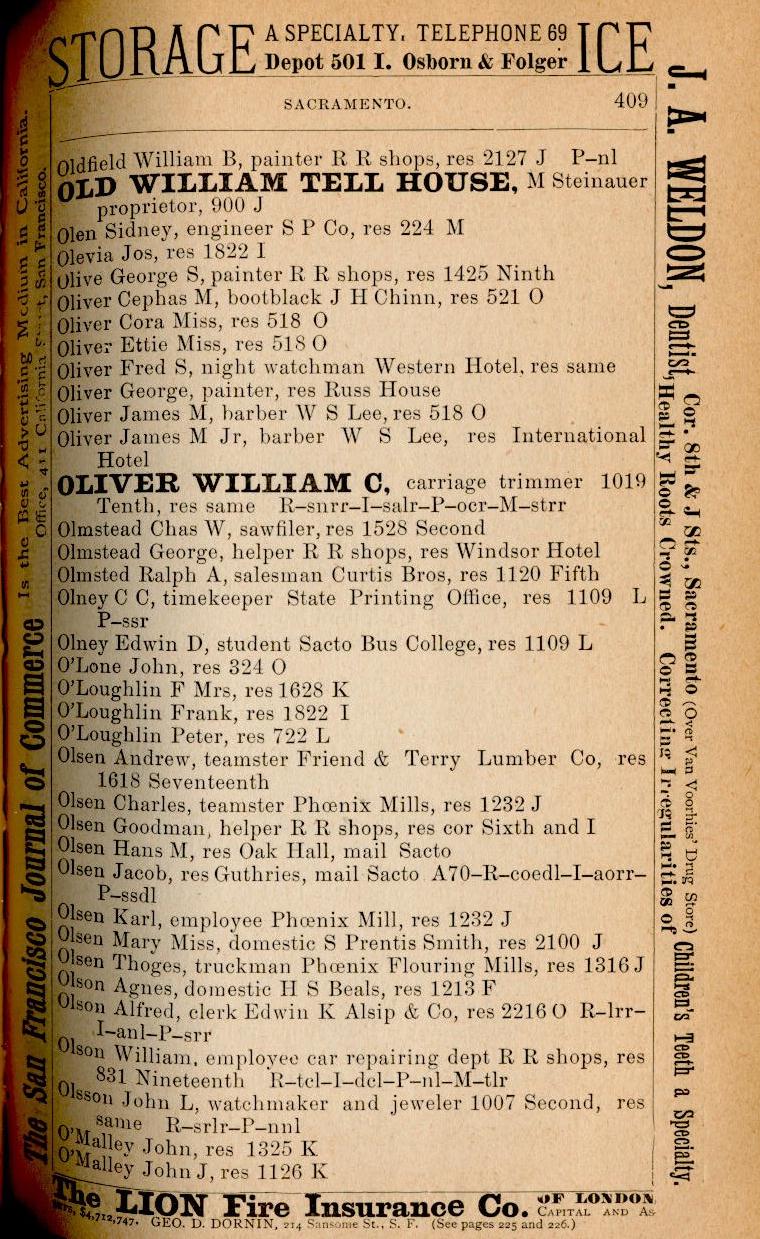 STORAGE A SPECIALTY. TELEPHONE 69 ICE
Depot 501 I. Osborn & Folger
SACRAMENTO. 409
Oldfield William B, painter R R shops, res 2127 J P–nl
OLD WILLIAM TELL HOUSE, M Steinauer
proprietor, 900 J
Olen Sidney, engineer S P Co, res 224 M
Olevia Jos, res 1822 I
Olive George S, painter R R shops, res 1425 Ninth
Oliver Cephas M, bootblack J H Chinn, res 521 O
Oliver Cora Miss, res 518 O
Oliver Ettie Miss, res 518 O
Oliver Fred S, night watchman Western Hotel, res same
Oliver George, painter, res Russ House
Oliver James M, barber W S Lee, res 518 O
Oliver James M Jr, barber W S Lee, res International
Hotel
OLIVER WILLIAM C, carriage trimmer 1019
Tenth, res same R–snrr–I–salr–P–ocr–M–strr
Olmstead Chas W, sawfiler, res 1528 Second
Olmstead George, helper R R shops, res Windsor Hotel
Olmsted Ralph A, salesman Curtis Bros, res 1120 Fifth
Olney C C, timekeeper State Printing Office, res 1109 L
P–ssr
Olney Edwin D, student Sacto Bus College, res 1109 L
O'Lone John, res 324 O
O'Loughlin F Mrs, res 1628 K
O'Loughlin Frank, res 1822 I
O'Loughlin Peter, res 722 L
Olsen Andrew, teamster Friend & Terry Lumber Co, res
1618 Seventeenth
Olsen Charles, teamster Phœnix Mills, res 1232 J
Olsen Goodman, helper R R shops, res cor Sixth and I
Olsen Hans M, res Oak Hall, mail Sacto
Olsen Jacob, res Guthries, mail Sacto A70–R–coedl–I–aorr–
P–ssdl
Olsen Karl, employee Phœnix Mill, res 1232 J
Olsen Mary Miss, domestic S Prentis Smith, res 2100 J
Olsen Thoges, truckman Phœnix Flouring Mills, res 1316 J
Olson Agnes, domestic H S Beals, res 1213 F
Olson Alfred, clerk Edwin K Alsip & Co, res 2216 O R–lrr–
I–anl–P–srr
Olson William, employee car repairing dept R R shops, res
831 Nineteenth R–tcl–I–dcl–P–nl–M–tlr
Olsson John L, watchmaker and jeweler 1007 Second, res
same R–srlr–P–nnl
O'Malley John, res 1325 K
O'Malley John J, res 1126 K
The LION Fire Insurance Co. OF LONDON
CAPITAL AND AS-
SETS, $4,712,747. GEO. D. DORNIN, 214 Sansome St., S. F. (See pages 225 and 226.)
The San Francisco Journal of Commerce Is the Best Advertising Medium in California.
Office, 411 California Street, San Francisco.
J. A. WELDON, Dentist, Cor. 8th & J Sts., Sacramento (Over Van Voorhies' Drug Store) Children's Teeth a Specialty.
Healthy Roots Crowned. Correcting Irregularities of